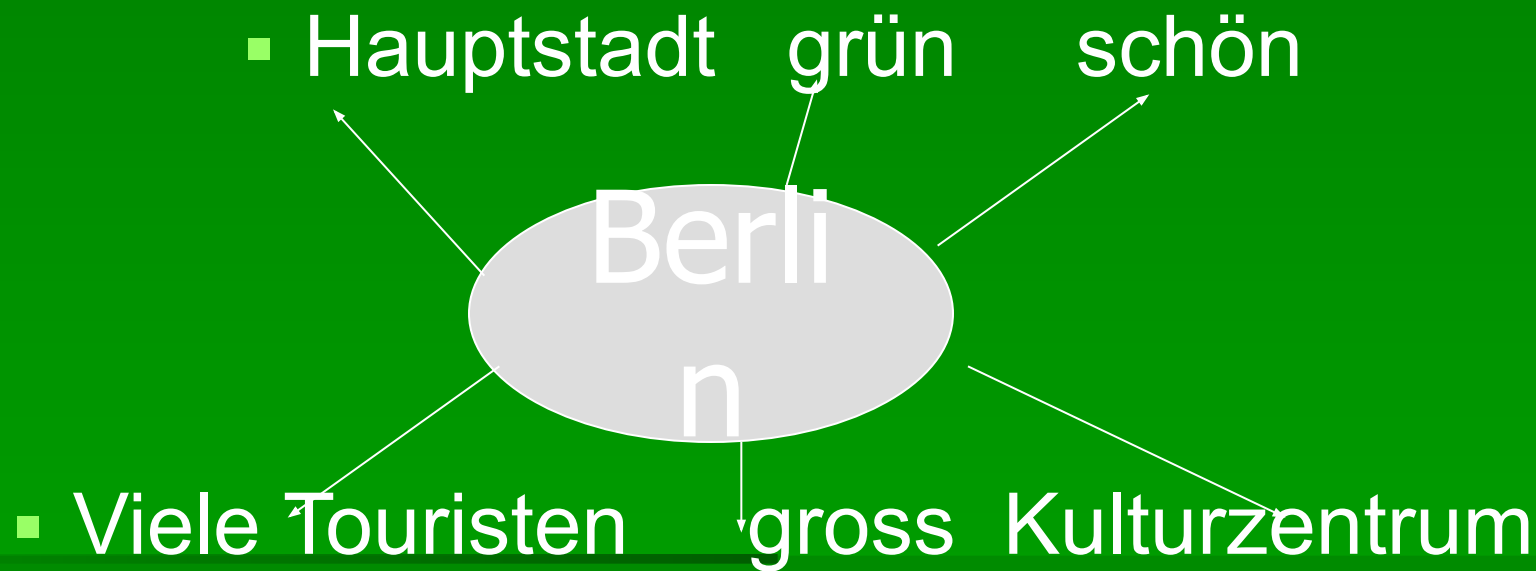 Hauptstadt grün schön
Berli
n
Viele Touristen gross Kulturzentrum